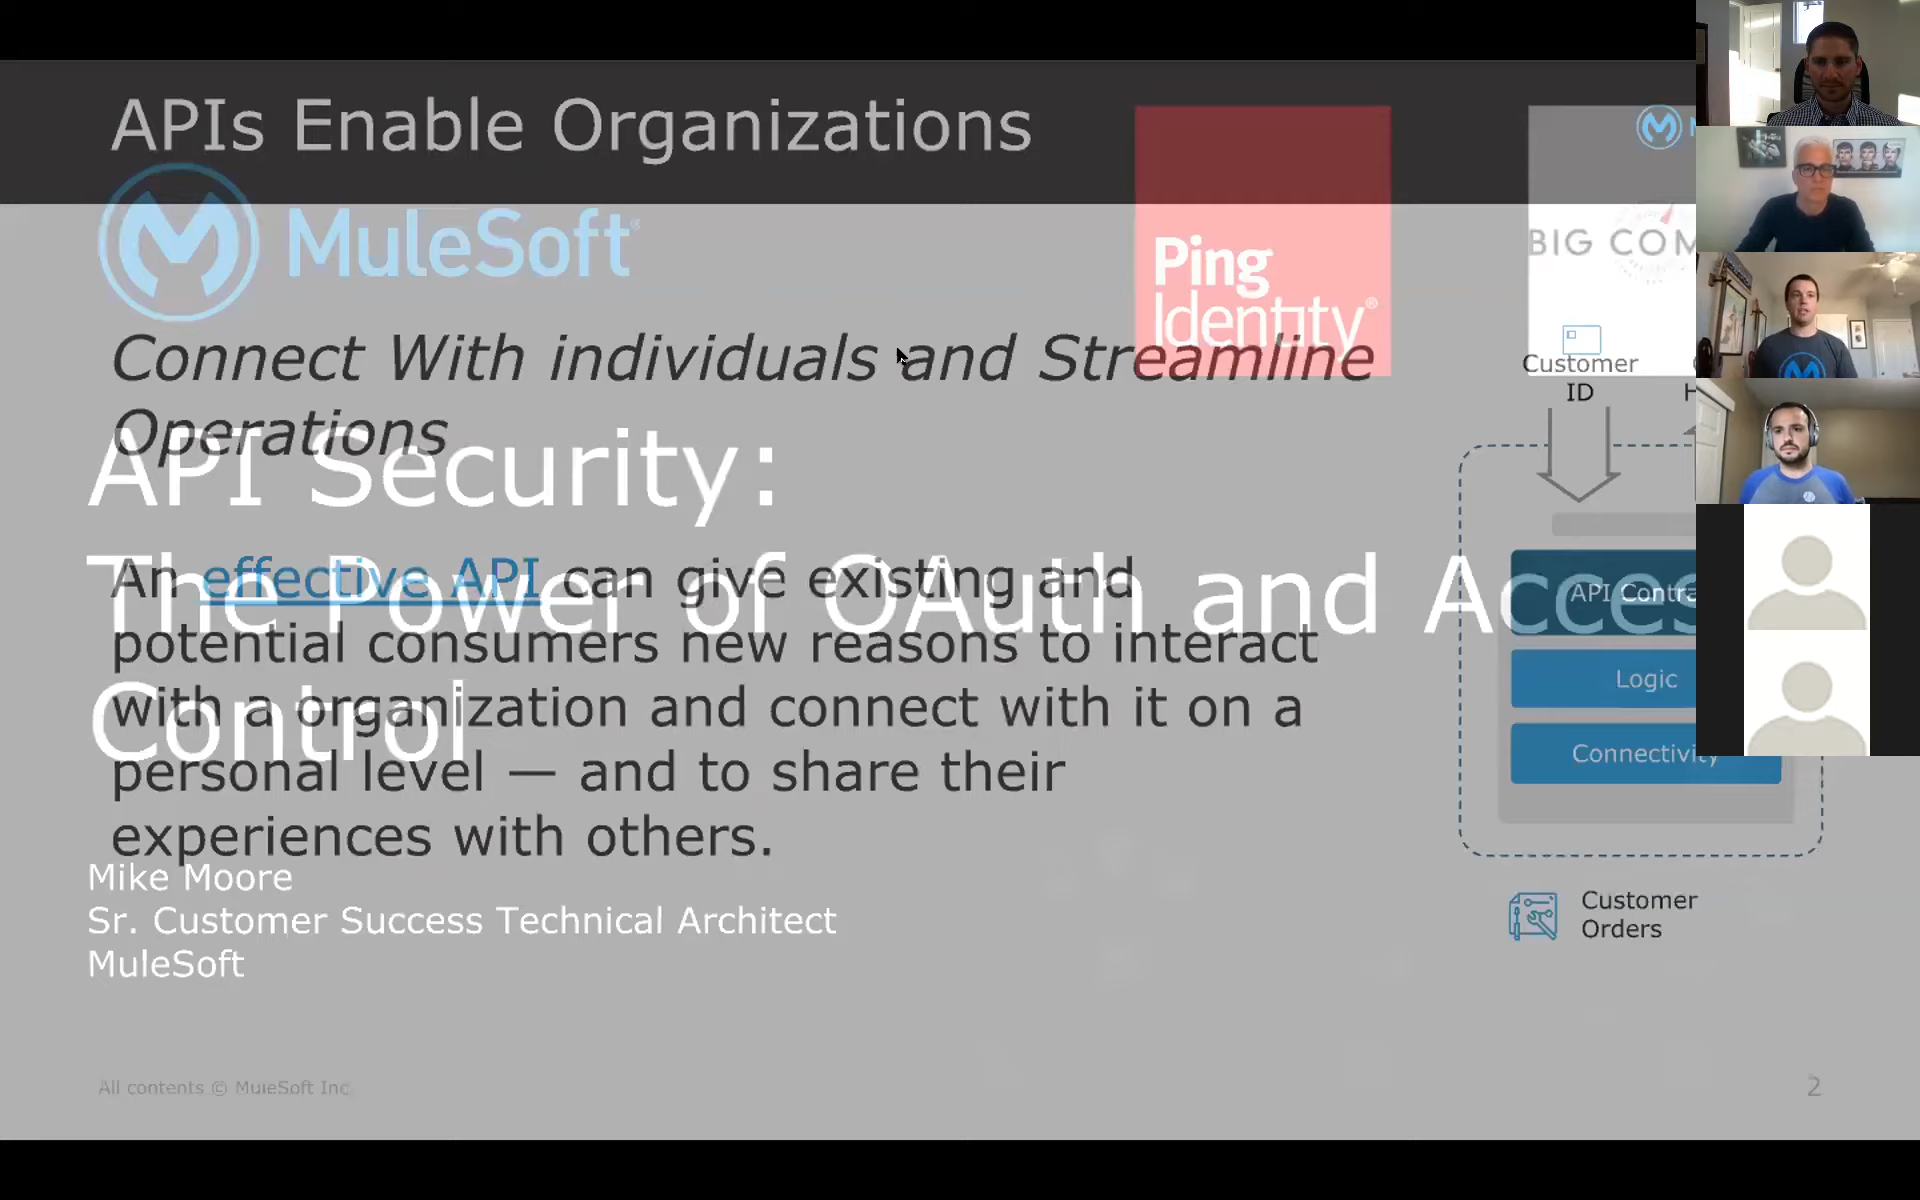 APIs Enable Organizations
MuleSoft
Ping
Identity
BIG COM
Connect With individuals and Streamline
Operations
API Security:
The Power of OAuth and Acces
Control
An effective API can give existing and
potential consumers new reasons to interact
with a organization and connect with it on a
personal level — and to share their
experiences with others.
Mike Moore
Sr. Customer Success Technical Architect
MuleSoft
Customer
ID
API Contra
Logic
Connectivity
Customer
Orders
All contents © MuleSoft Inc.
2